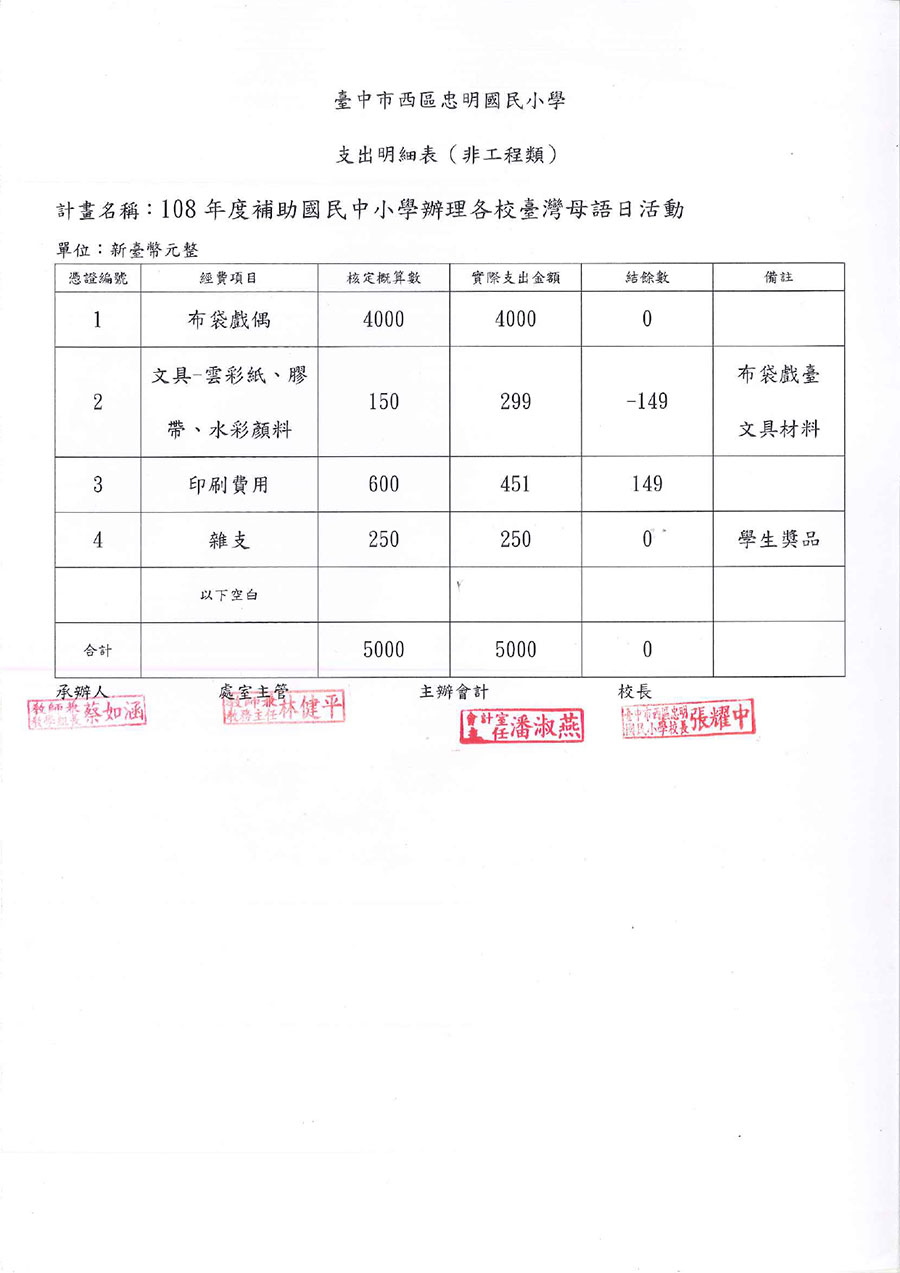 臺中市西區忠明國民小學
支出明細表（非工程類）
計畫名稱：108 年度補助國民中小學辦理各校臺灣母語日活動
單位：新臺幣元整
憑證編號 經費項目 核定概算數 實際支出金額 結餘數 備註
1 布袋戲偶 4000 4000 0
文具-雲彩紙、膠 布袋戲臺
2 150 299 -149
帶、水彩顏料 文具材料
3 印刷費用 600 451 149
4 雜支 250 250 0 學生獎品
以下空白
合計 5000 5000 0
承辦人 處室主管 主辦會計 校長
教師兼 教學組長 蔡如涵
教師兼 教務主任 林健平
會計室 主任 潘淑燕
臺中市西區忠明 國民小學校長 張耀中